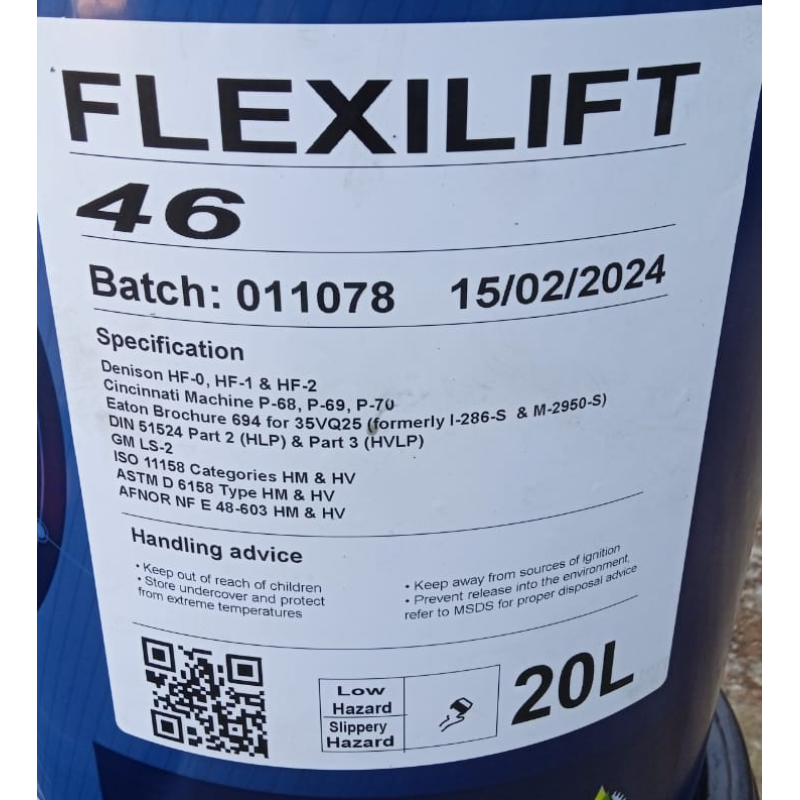 FLEXILIFT
46
Batch: 011078 15/02/2024
Specification
Denison HF-0, HF-1 & HF-2
Cincinnati Machine P-68, P-69, P-70
Eaton Brochure 694 for 35VQ25 (formerly I-286-S & M-2950-S)
DIN 51524 Part 2 (HLP) & Part 3 (HVLP)
GM LS-2
ISO 11158 Categories HM & HV
ASTM D 6158 Type HM & HV
AFNOR NF E 48-603 HM & HV
Handling advice
• Keep out of reach of children
• Store undercover and protect
from extreme temperatures
• Keep away from sources of ignition
• Prevent release into the environment,
refer to MSDS for proper disposal advice
Low
Hazard
Slippery
Hazard
20L